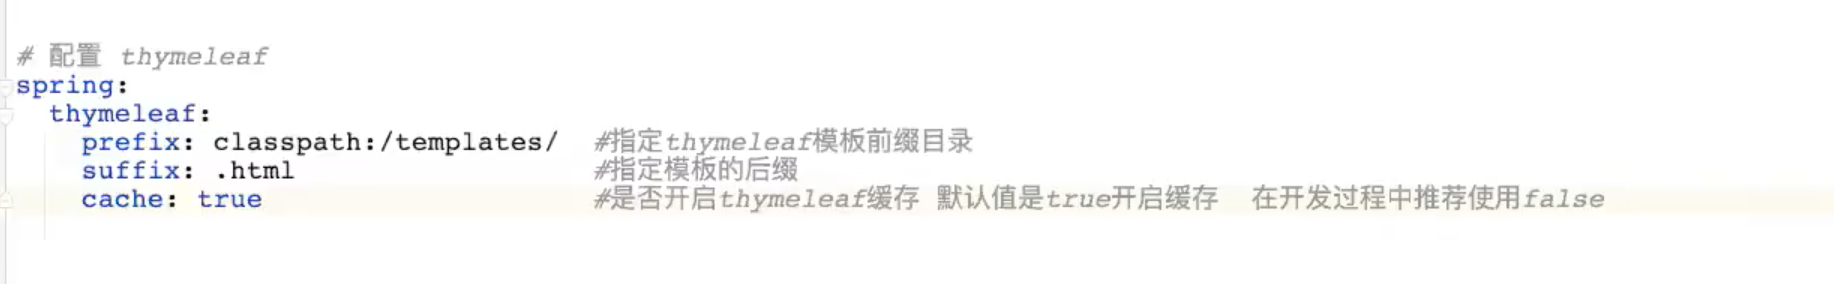 # 配置 thymeleaf
spring:
  thymeleaf:
    prefix: classpath:/templates/  #指定thymeleaf模板前缀目录
    suffix: .html                  #指定模板的后缀
    cache: true                    #是否开启thymeleaf缓存 默认值是true开启缓存  在开发过程中推荐使用false